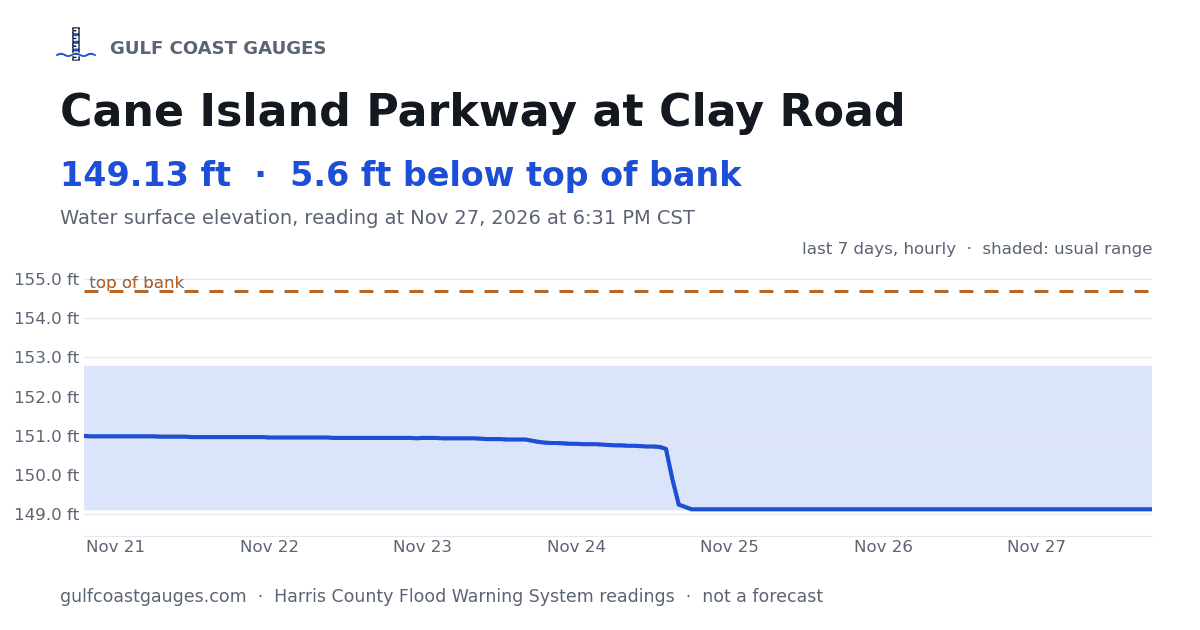 GULF COAST GAUGES
Cane Island Parkway at Clay Road
149.13 ft · 5.6 ft below top of bank
Water surface elevation, reading at Nov 27, 2026 at 6:31 PM CST
last 7 days, hourly · shaded: usual range
155.0 ft
top of bank
154.0 ft
153.0 ft
152.0 ft
151.0 ft
150.0 ft
149.0 ft
Nov 21 Nov 22 Nov 23 Nov 24 Nov 25 Nov 26 Nov 27
gulfcoastgauges.com · Harris County Flood Warning System readings · not a forecast